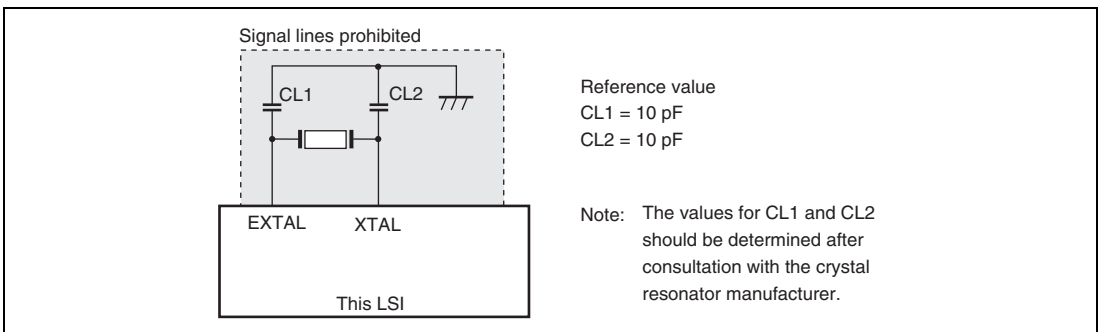 Signal lines prohibited
CL1
CL2
EXTAL
XTAL
This LSI
Reference value
CL1 = 10 pF
CL2 = 10 pF
Note: The values for CL1 and CL2
should be determined after
consultation with the crystal
resonator manufacturer.